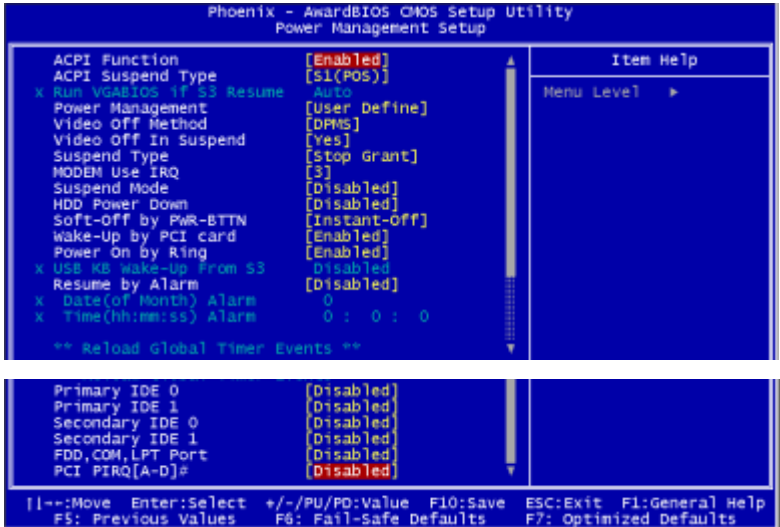 Phoenix - AwardBIOS CMOS Setup Utility
Power Management Setup
ACPI Function [Enabled]
Item Help
ACPI Suspend Type [S1(POS)]
x Run VGABIOS if S3 Resume Auto
Menu Level ►
Power Management [User Define]
Video Off Method [DPMS]
Video Off In Suspend [Yes]
Suspend Type [Stop Grant]
MODEM Use IRQ [3]
Suspend Mode [Disabled]
HDD Power Down [Disabled]
Soft-Off by PWR-BTTN [Instant-Off]
Wake-Up by PCI card [Enabled]
Power On by Ring [Enabled]
x USB KB Wake-Up From S3 Disabled
Resume by Alarm [Disabled]
x Date(of Month) Alarm 0
x Time(hh:mm:ss) Alarm 0 : 0 : 0
** Reload Global Timer Events **
Primary IDE 0 [Disabled]
Primary IDE 1 [Disabled]
Secondary IDE 0 [Disabled]
Secondary IDE 1 [Disabled]
FDD,COM,LPT Port [Disabled]
PCI PIRQ[A-D]# [Disabled]
↑↓→←:Move Enter:Select +/-/PU/PD:Value F10:Save ESC:Exit F1:General Help
F5: Previous Values F6: Fail-Safe Defaults F7: Optimized Defaults